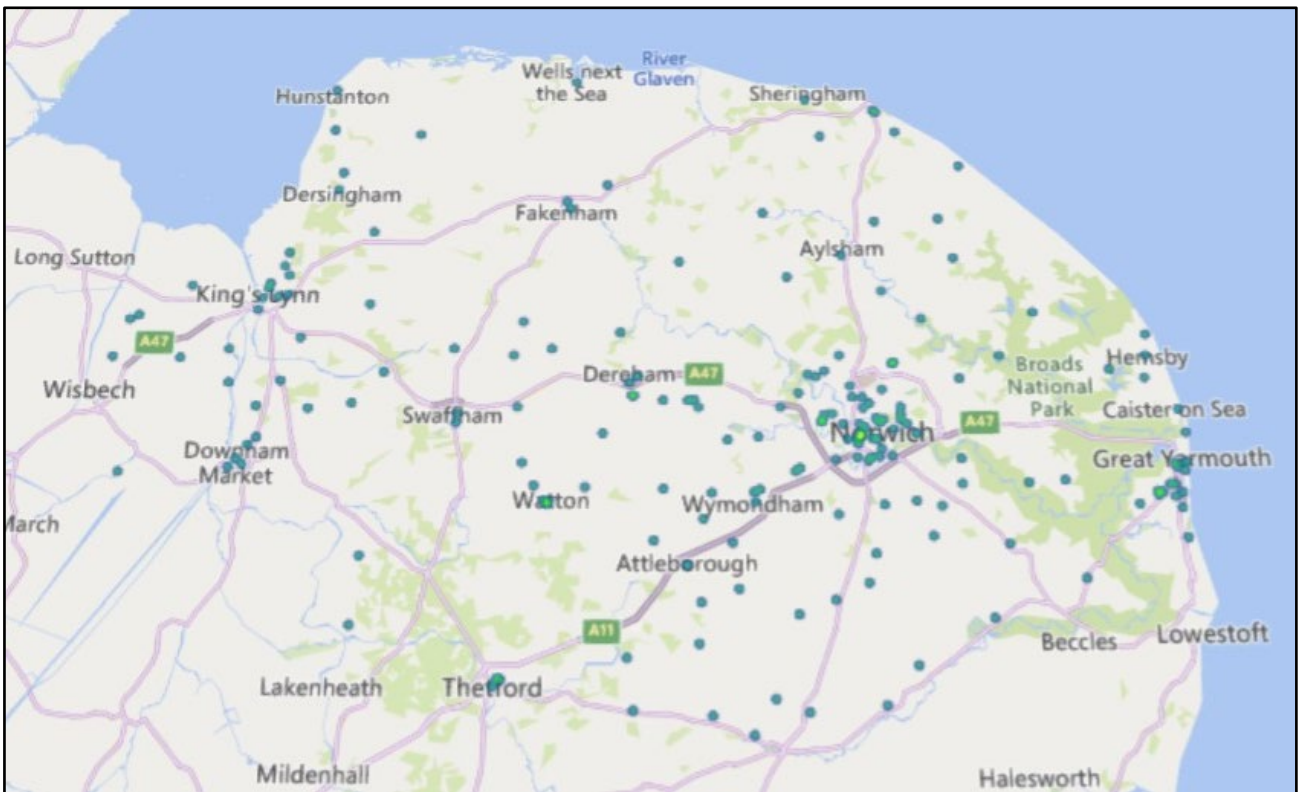 Wells next
the Sea
River
Glaven
Hunstanton
Sheringham
Dersingham
Fakenham
Aylsham
Long Sutton
King's Lynn
A47
Wisbech
Dereham
A47
Broads
National
Park
Hemsby
Swaffham
Norwich
A47
Caister on Sea
Downham
Market
Great Yarmouth
Watton
Wymondham
March
Attleborough
A11
Beccles
Lowestoft
Lakenheath
Thetford
Mildenhall
Halesworth